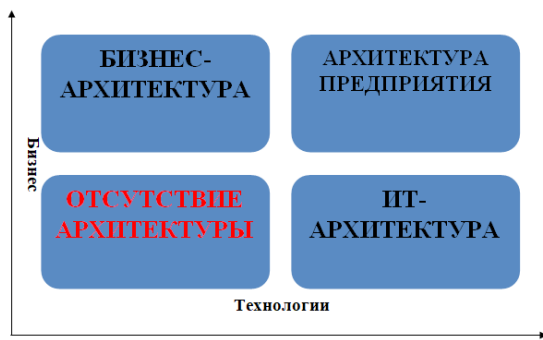 БИЗНЕС-
АРХИТЕКТУРА
АРХИТЕКТУРА
ПРЕДПРИЯТИЯ
Бизнес
ОТСУТСТВИЕ
АРХИТЕКТУРЫ
ИТ-
АРХИТЕКТУРА
Технологии